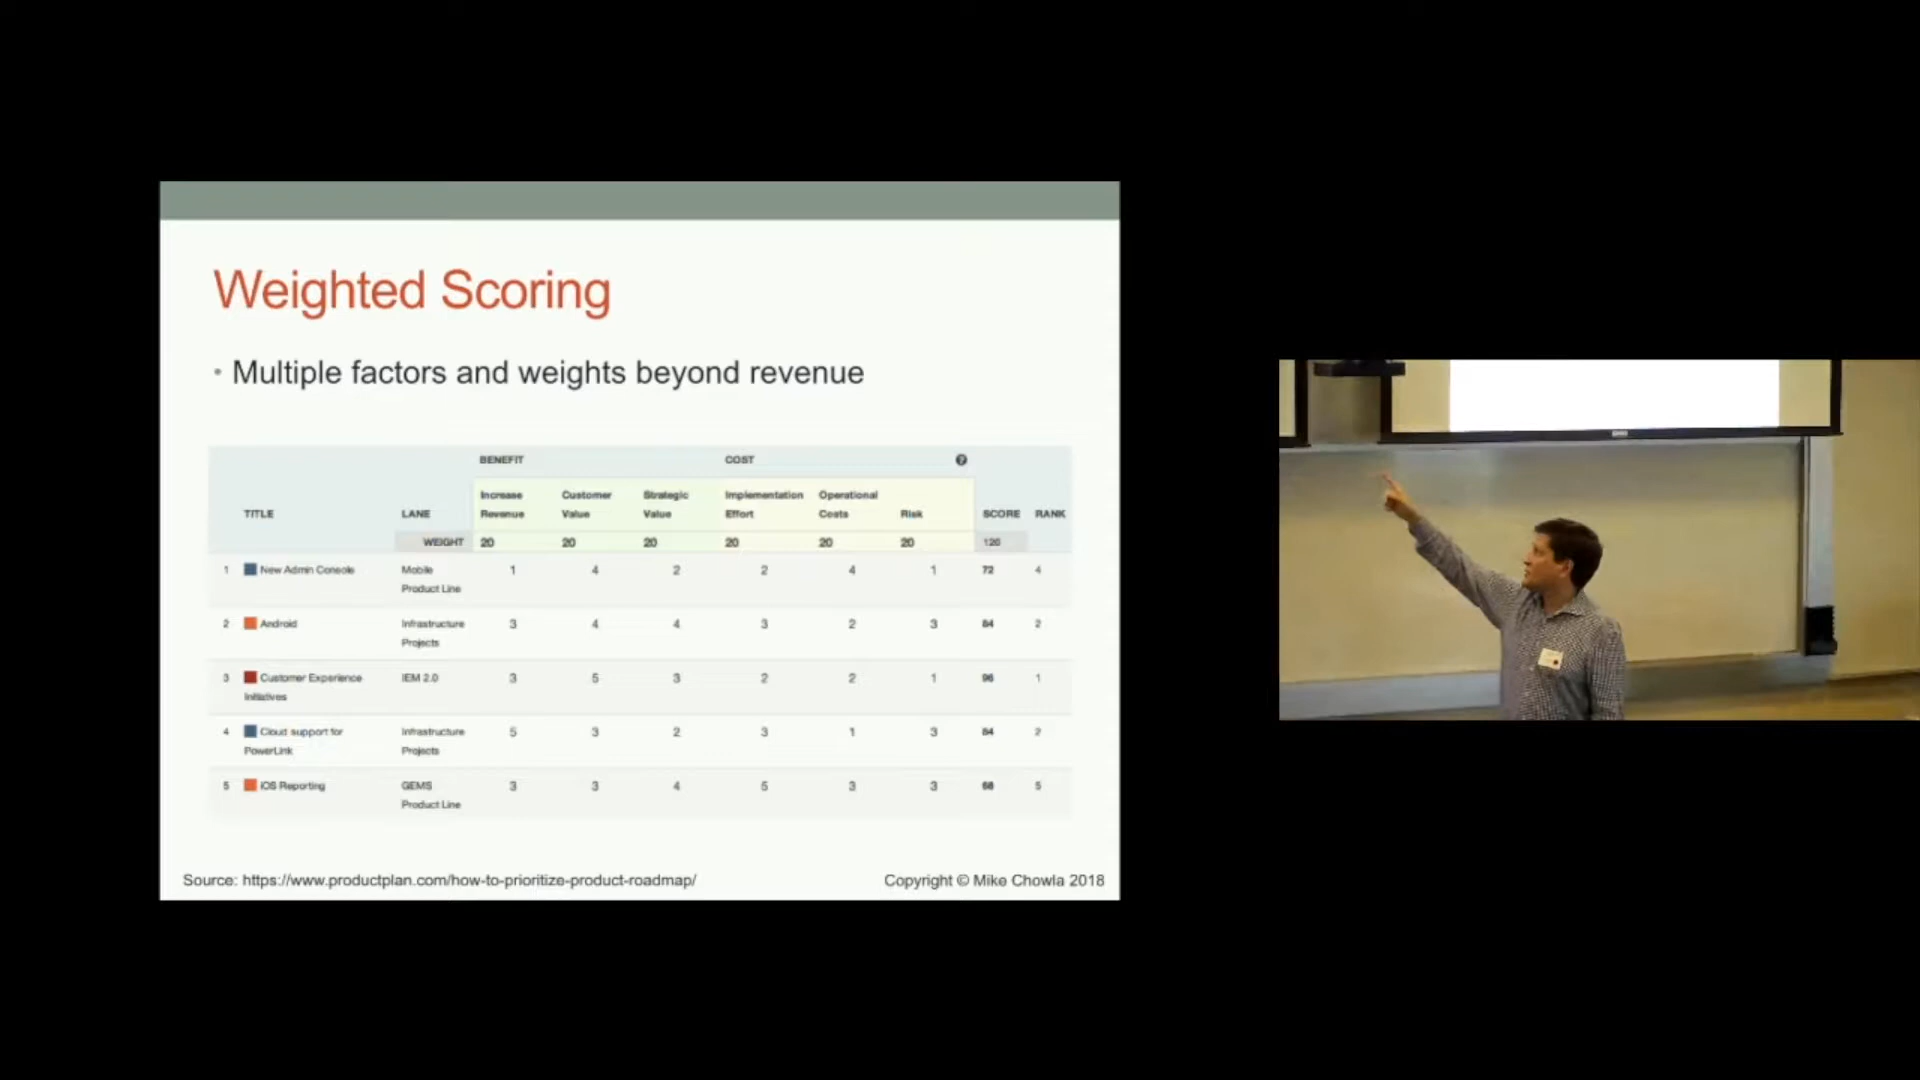 Weighted Scoring
• Multiple factors and weights beyond revenue
BENEFIT COST ?
TITLE LANE Increase Revenue Customer Value Strategic Value Implementation Effort Operational Costs Risk SCORE RANK
WEIGHT 20 20 20 20 20 20 120
1 New Admin Console Mobile Product Line 1 4 2 2 4 1 72 4
2 Android Infrastructure Projects 3 4 4 3 2 3 84 2
3 Customer Experience Initiatives IEM 2.0 3 5 3 2 2 1 96 1
4 Cloud support for PowerLink Infrastructure Projects 5 3 2 3 1 3 84 2
5 iOS Reporting GEMS Product Line 3 3 4 5 3 3 68 5
Source: https://www.productplan.com/how-to-prioritize-product-roadmap/ Copyright © Mike Chowla 2018